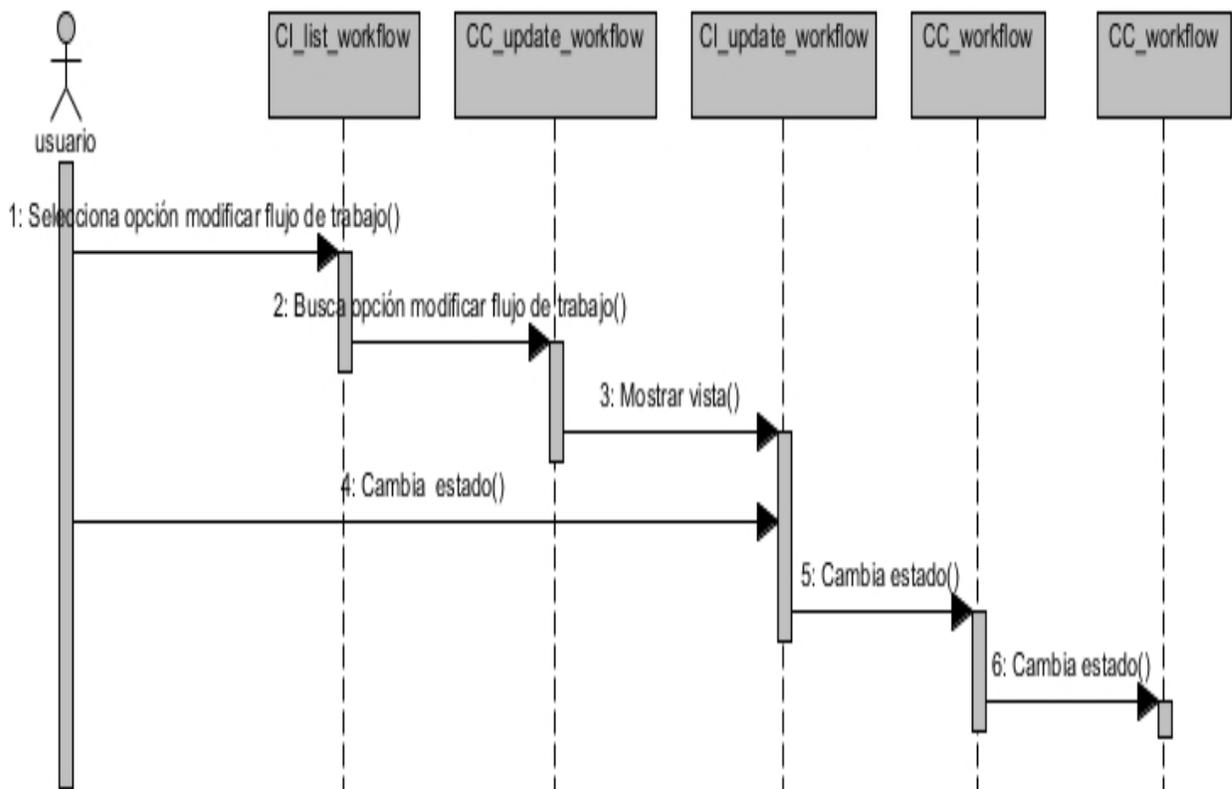 CI_list_workflow
CC_update_workflow
CI_update_workflow
CC_workflow
CC_workflow
usuario
1: Selecciona opción modificar flujo de trabajo()
2: Busca opción modificar flujo de trabajo()
3: Mostrar vista()
4: Cambia estado()
5: Cambia estado()
6: Cambia estado()